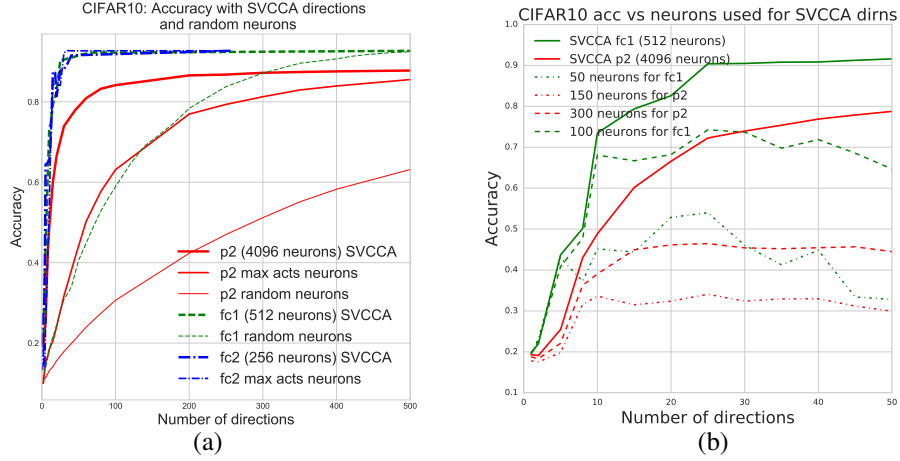 CIFAR10: Accuracy with SVCCA directions
and random neurons
Accuracy
0.8
0.6
0.4
0.2
p2 (4096 neurons) SVCCA
p2 max acts neurons
p2 random neurons
fc1 (512 neurons) SVCCA
fc1 random neurons
fc2 (256 neurons) SVCCA
fc2 max acts neurons
0 100 200 300 400 500
Number of directions
(a)
CIFAR10 acc vs neurons used for SVCCA dirns
Accuracy
1.0
0.9
0.8
0.7
0.6
0.5
0.4
0.3
0.2
0.1
SVCCA fc1 (512 neurons)
SVCCA p2 (4096 neurons)
50 neurons for fc1
150 neurons for p2
300 neurons for p2
100 neurons for fc1
0 10 20 30 40 50
Number of directions
(b)